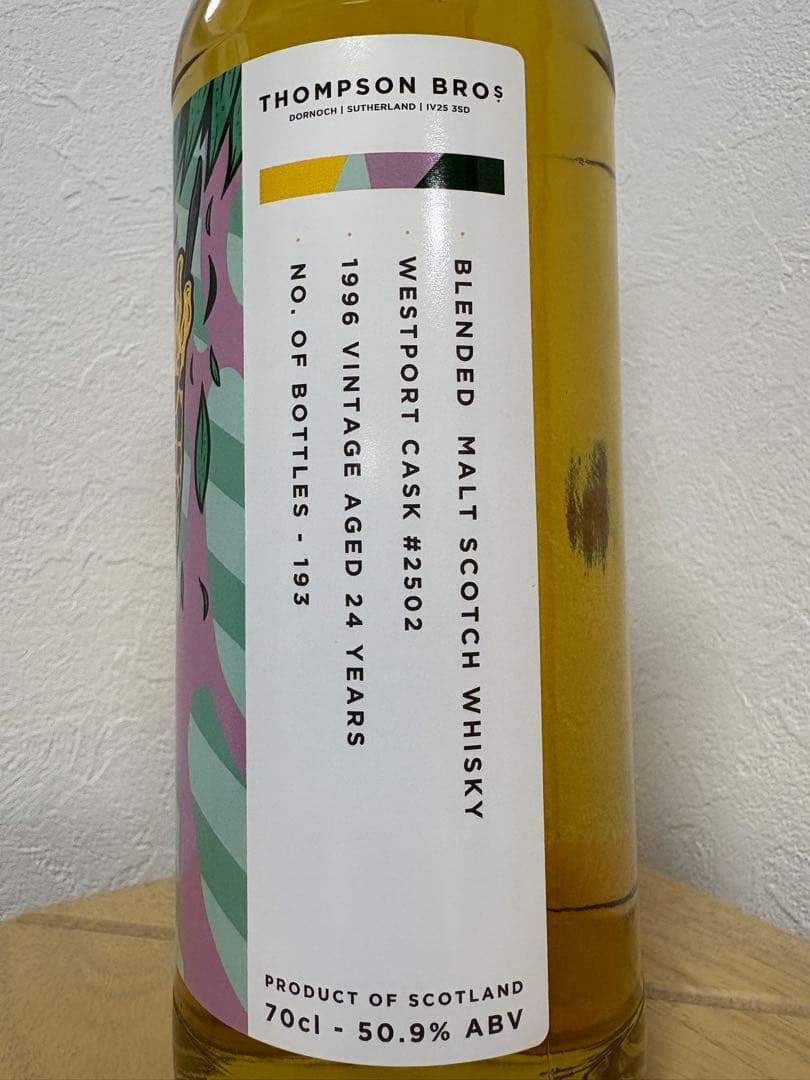 THOMPSON BROS.
DORNOCH | SUTHERLAND | IV25 3SD
• BLENDED MALT SCOTCH WHISKY
• WESTPORT CASK #2502
• 1996 VINTAGE AGED 24 YEARS
• NO. OF BOTTLES - 193
PRODUCT OF SCOTLAND
70cl - 50.9% ABV